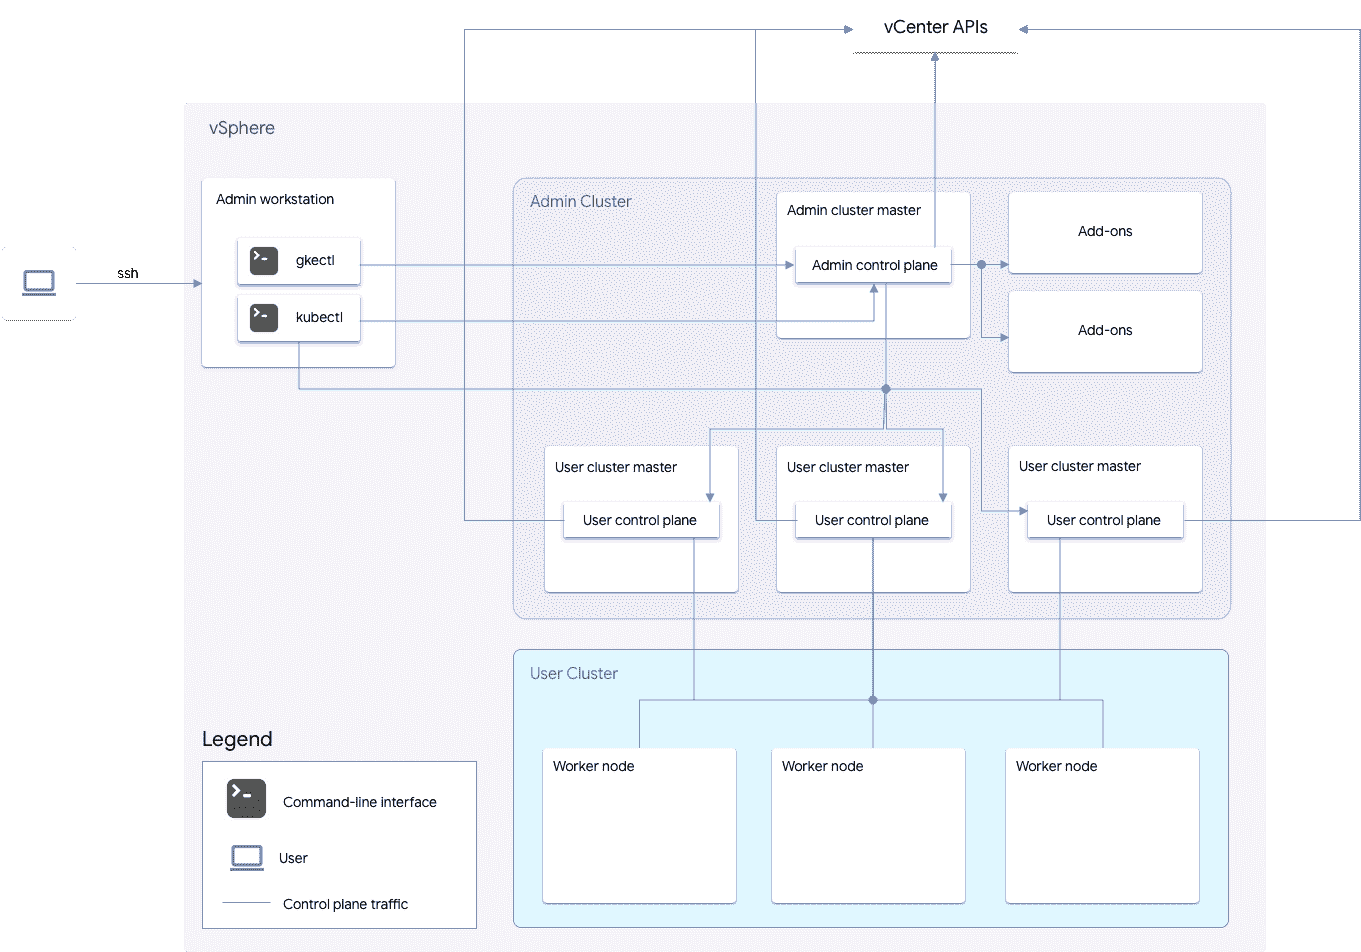 vCenter APIs
vSphere
Admin workstation
gkectl
kubectl
ssh
Admin Cluster
Admin cluster master
Admin control plane
Add-ons
Add-ons
User cluster master
User control plane
User cluster master
User control plane
User cluster master
User control plane
User Cluster
Worker node
Worker node
Worker node
Legend
Command-line interface
User
Control plane traffic